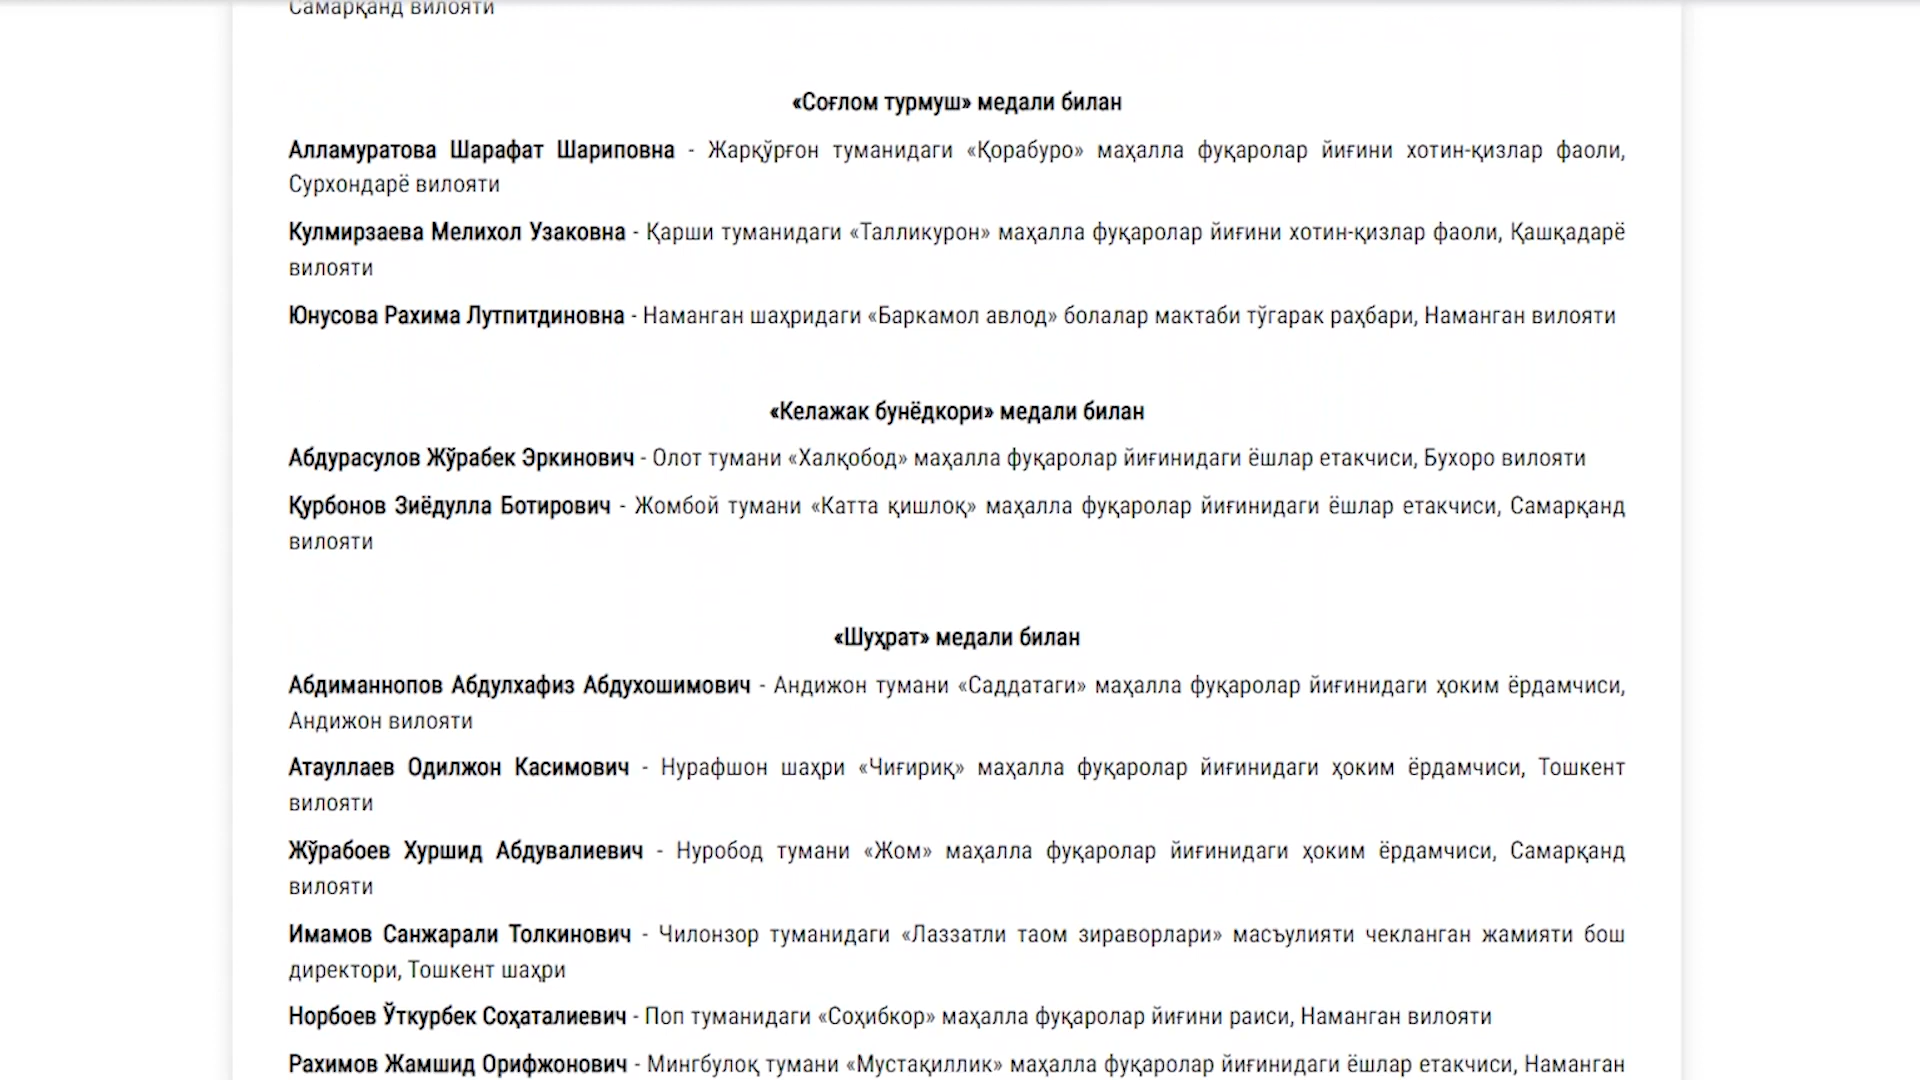 Самарқанд вилояти
«Соғлом турмуш» медали билан
Алламуратова Шарафат Шариповна - Жарқўрғон туманидаги «Қорабуро» маҳалла фуқаролар йиғини хотин-қизлар фаоли,
Сурхондарё вилояти
Кулмирзаева Мелихол Узаковна - Қарши туманидаги «Талликурон» маҳалла фуқаролар йиғини хотин-қизлар фаоли, Қашқадарё
вилояти
Юнусова Рахима Лутпитдиновна - Наманган шаҳридаги «Баркамол авлод» болалар мактаби тўгарак раҳбари, Наманган вилояти
«Келажак бунёдкори» медали билан
Абдурасулов Жўрабек Эркинович - Олот тумани «Халқобод» маҳалла фуқаролар йиғинидаги ёшлар етакчиси, Бухоро вилояти
Қурбонов Зиёдулла Ботирович - Жомбой тумани «Катта қишлоқ» маҳалла фуқаролар йиғинидаги ёшлар етакчиси, Самарқанд
вилояти
«Шуҳрат» медали билан
Абдиманнопов Абдулхафиз Абдухошимович - Андижон тумани «Саддатаги» маҳалла фуқаролар йиғинидаги ҳоким ёрдамчиси,
Андижон вилояти
Атауллаев Одилжон Касимович - Нурафшон шаҳри «Чиғириқ» маҳалла фуқаролар йиғинидаги ҳоким ёрдамчиси, Тошкент
вилояти
Жўрабоев Хуршид Абдувалиевич - Нуробод тумани «Жом» маҳалла фуқаролар йиғинидаги ҳоким ёрдамчиси, Самарқанд
вилояти
Имамов Санжарали Толкинович - Чилонзор туманидаги «Лаззатли таом зираворлари» масъулияти чекланган жамияти бош
директори, Тошкент шаҳри
Норбоев Ўткурбек Соҳаталиевич - Поп туманидаги «Соҳибкор» маҳалла фуқаролар йиғини раиси, Наманган вилояти
Рахимов Жамшид Орифжонович - Мингбулоқ тумани «Мустақиллик» маҳалла фуқаролар йиғинидаги ёшлар етакчиси, Наманган